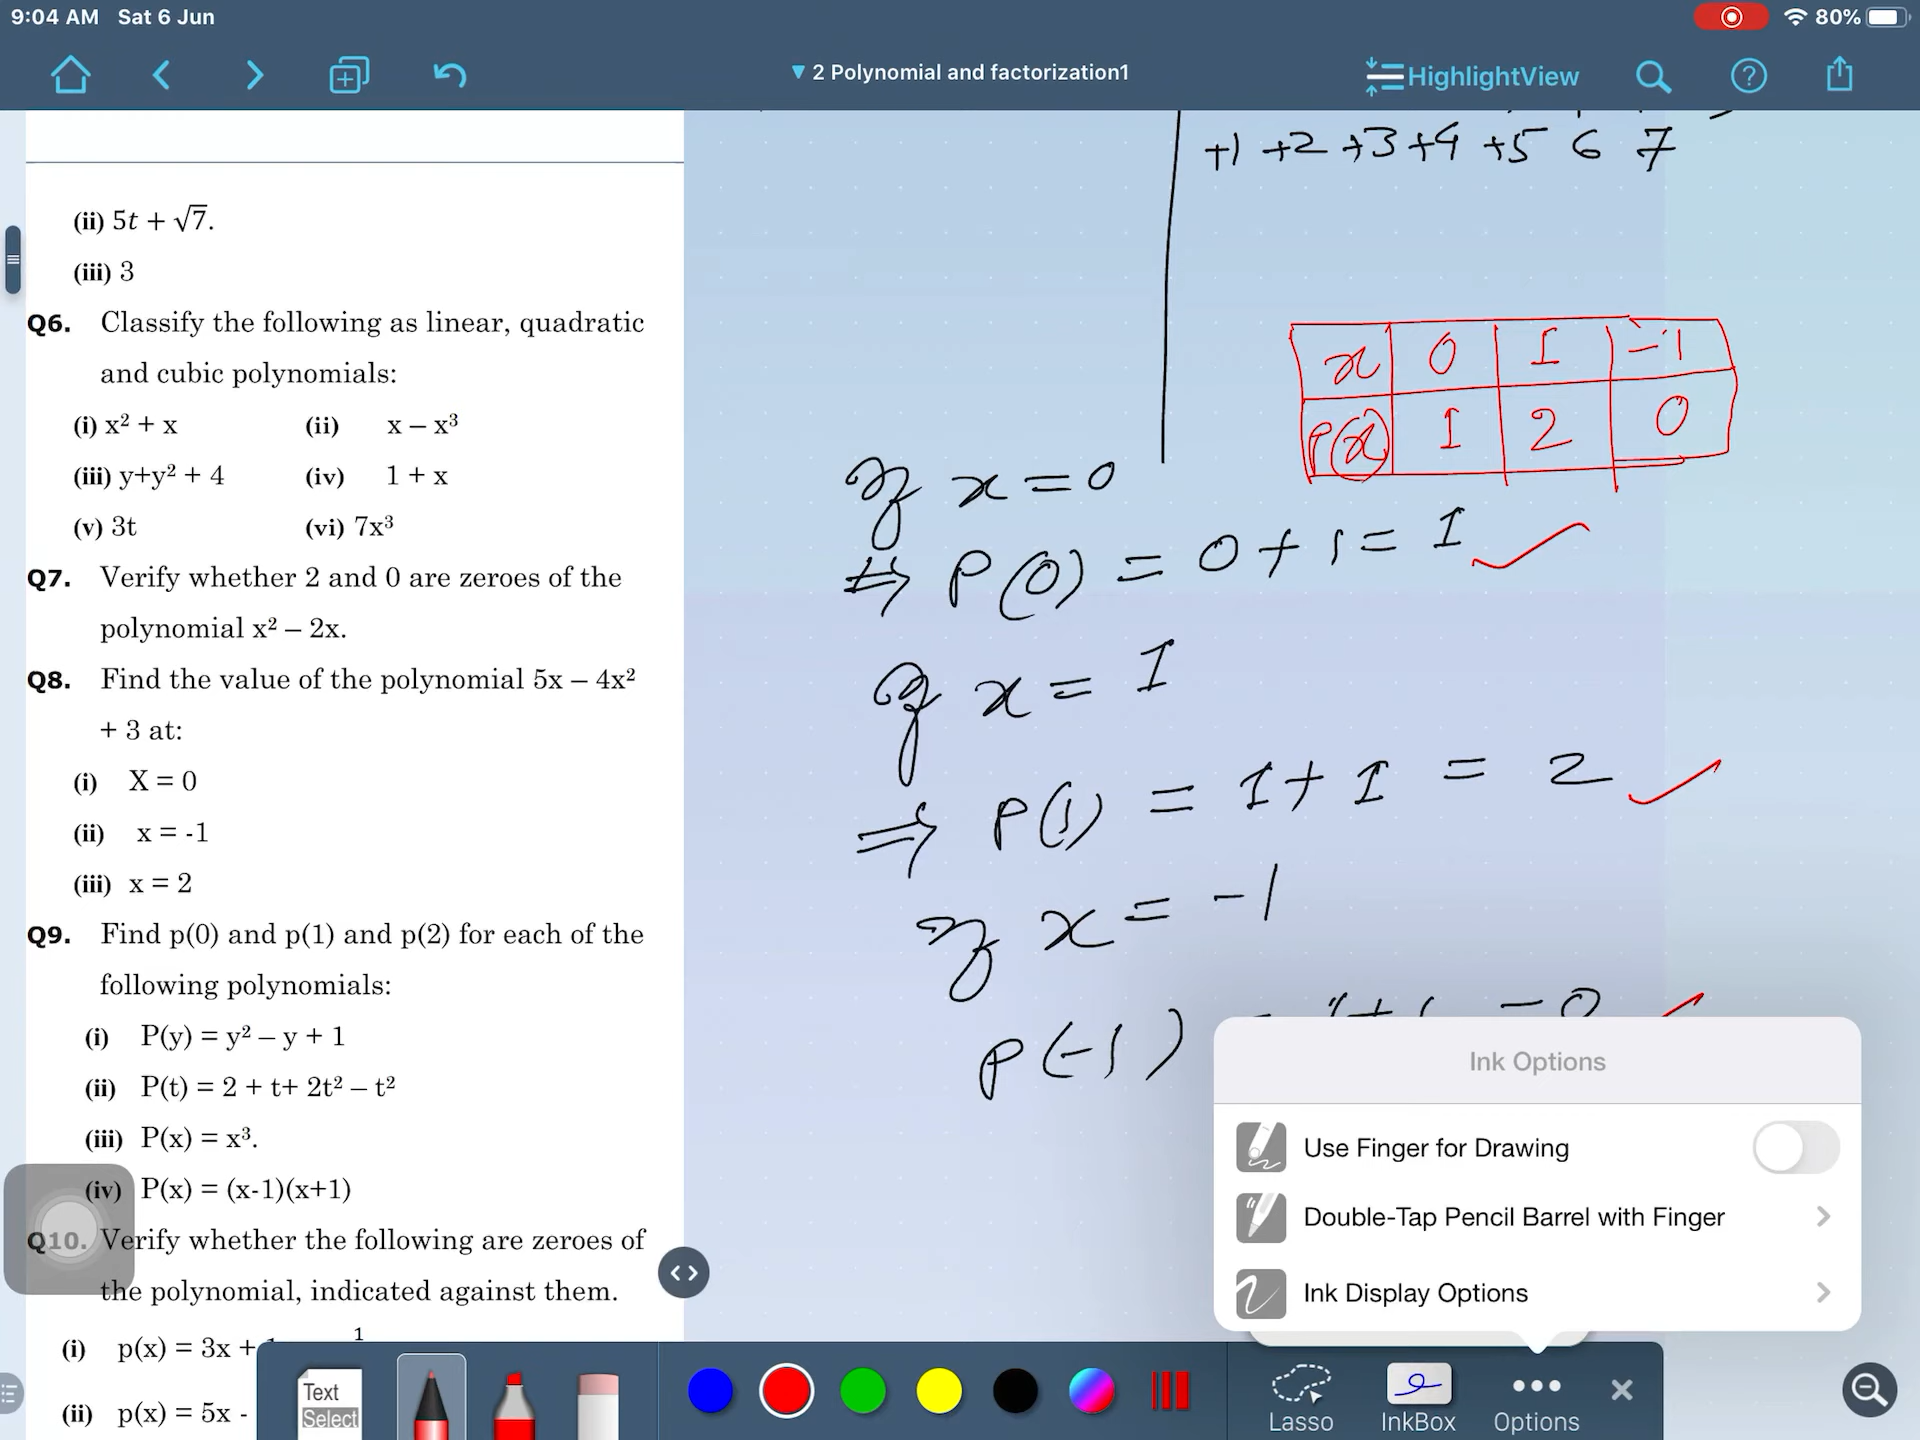 9:04 AM Sat 6 Jun
80%
▼ 2 Polynomial and factorization1
HighlightView
(ii) 5t + √7.
(iii) 3
Q6. Classify the following as linear, quadratic
and cubic polynomials:
(i) x² + x (ii) x – x³
(iii) y+y² + 4 (iv) 1 + x
(v) 3t (vi) 7x³
Q7. Verify whether 2 and 0 are zeroes of the
polynomial x² – 2x.
Q8. Find the value of the polynomial 5x – 4x²
+ 3 at:
(i) X = 0
(ii) x = -1
(iii) x = 2
Q9. Find p(0) and p(1) and p(2) for each of the
following polynomials:
(i) P(y) = y² – y + 1
(ii) P(t) = 2 + t+ 2t² – t²
(iii) P(x) = x³.
(iv) P(x) = (x-1)(x+1)
Q10. Verify whether the following are zeroes of
the polynomial, indicated against them.
(i) p(x) = 3x +
(ii) p(x) = 5x -
+1 +2 +3 +4 +5 6 7
x 0 1 -1
P(x) 1 2 0
If x = 0
⇒ P(0) = 0 + 1 = 1
If x = 1
⇒ P(1) = 1 + 1 = 2
If x = -1
P(-1)
Ink Options
Use Finger for Drawing
Double-Tap Pencil Barrel with Finger
Ink Display Options
Text
Select
Lasso
InkBox
Options